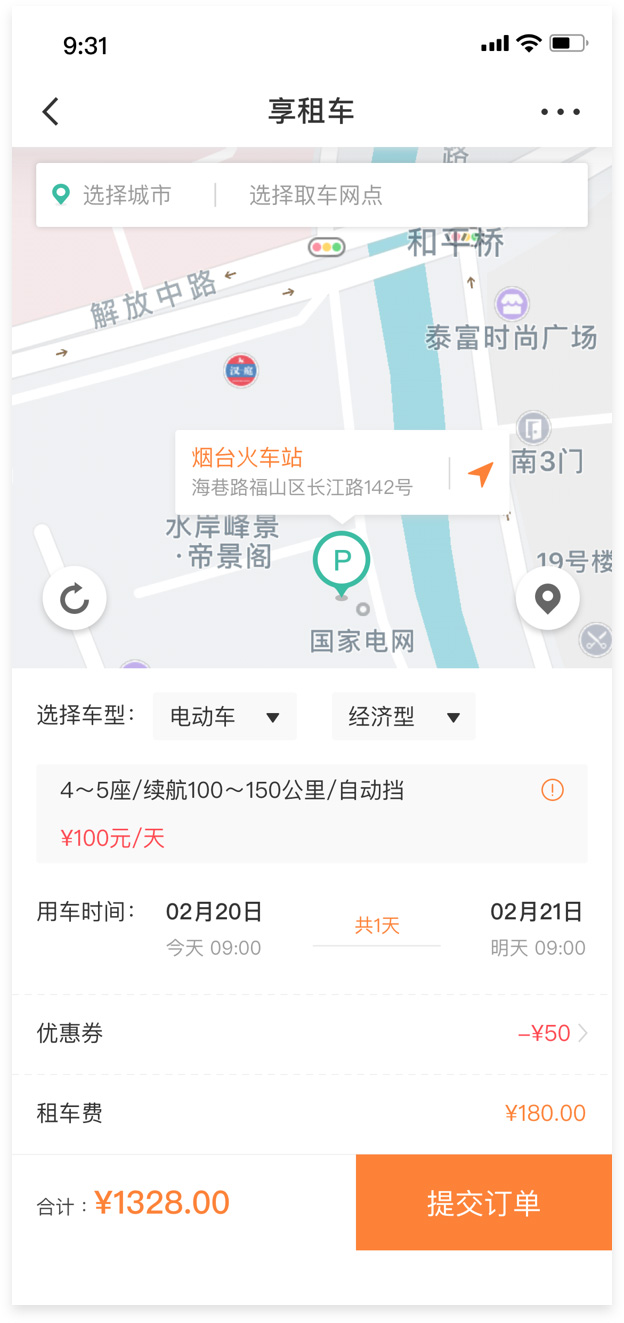 9:31
享租车
路
选择城市
选择取车网点
和平桥
解放中路
泰富时尚广场
汉·庭
南3门
烟台火车站
海巷路福山区长江路142号
水岸峰景
·帝景阁
P
19号楼
国家电网
选择车型：
电动车
经济型
4～5座/续航100～150公里/自动挡
¥100元/天
用车时间：
02月20日
共1天
02月21日
今天 09:00
明天 09:00
优惠券
-¥50
租车费
¥180.00
合计：¥1328.00
提交订单